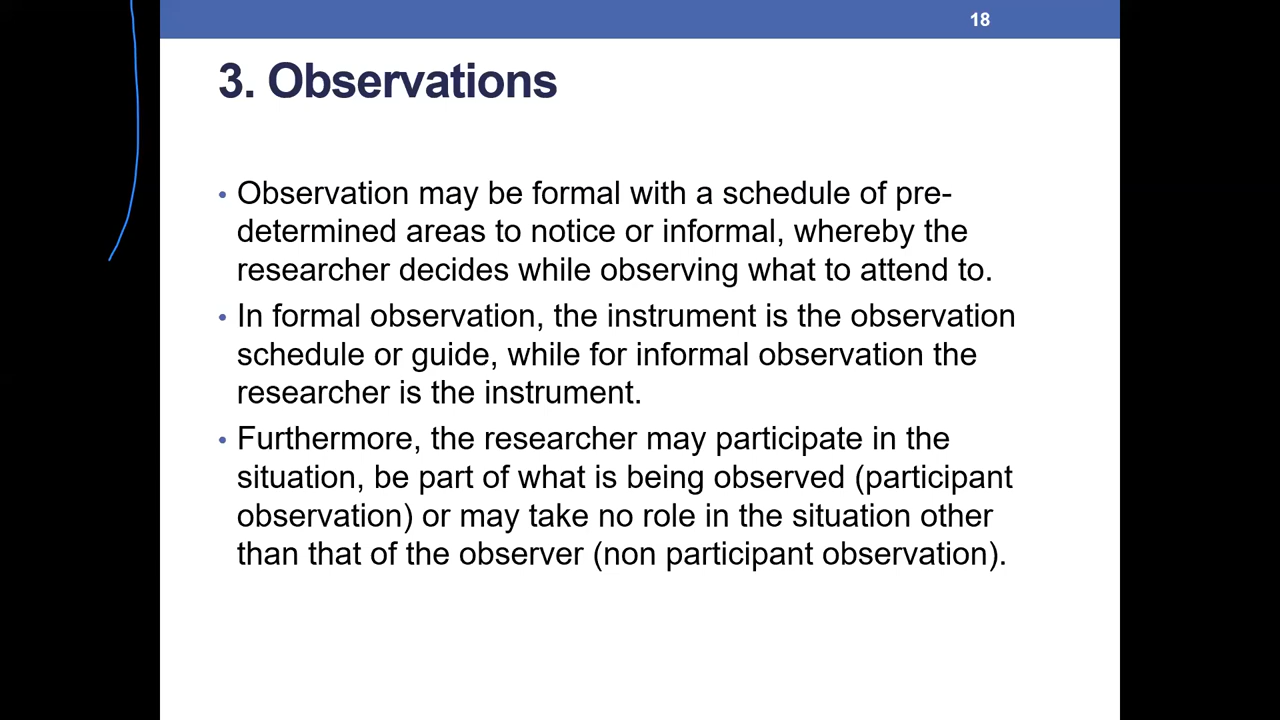 18
3. Observations
• Observation may be formal with a schedule of pre-
determined areas to notice or informal, whereby the
researcher decides while observing what to attend to.
• In formal observation, the instrument is the observation
schedule or guide, while for informal observation the
researcher is the instrument.
• Furthermore, the researcher may participate in the
situation, be part of what is being observed (participant
observation) or may take no role in the situation other
than that of the observer (non participant observation).